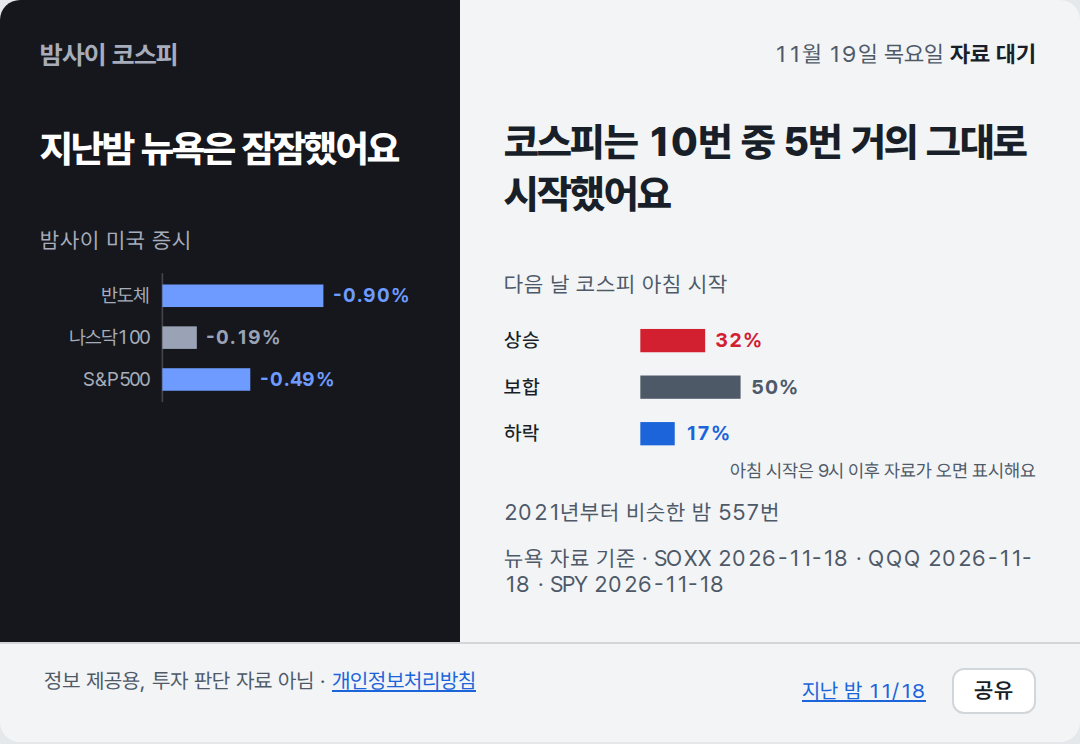 밤사이 코스피
지난밤 뉴욕은 잠잠했어요
밤사이 미국 증시
반도체 -0.90%
나스닥100 -0.19%
S&P500 -0.49%
11월 19일 목요일 자료 대기
코스피는 10번 중 5번 거의 그대로
시작했어요
다음 날 코스피 아침 시작
상승 32%
보합 50%
하락 17%
아침 시작은 9시 이후 자료가 오면 표시해요
2021년부터 비슷한 밤 557번
뉴욕 자료 기준 · SOXX 2026-11-18 · QQQ 2026-11-
18 · SPY 2026-11-18
정보 제공용, 투자 판단 자료 아님 · 개인정보처리방침
지난 밤 11/18
공유